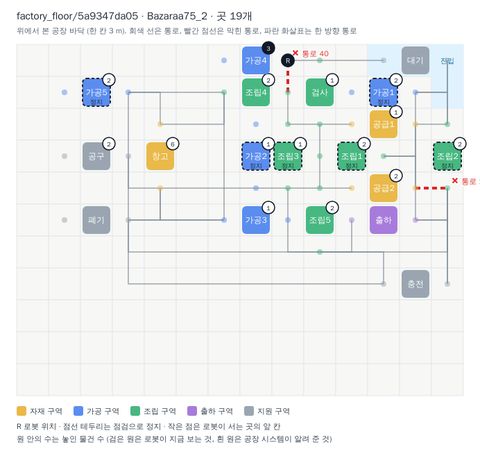 factory_floor/5a9347da05 · Bazaraa75_2 · 곳 19개
위에서 본 공장 바닥 (한 칸 3 m). 회색 선은 통로, 빨간 점선은 막힌 통로, 파란 화살표는 한 방향 통로
가공4 3 R ✕ 통로 40 대기 진입
가공5 정지 2 조립4 2 검사 1 가공1 정지 2
공급1 1
공구 2 창고 6 가공2 정지 1 조립3 정지 1 조립1 정지 2 조립2 정지 2
공급2 2 ✕ 통로
폐기 가공3 1 조립5 2 출하
충전
자재 구역 가공 구역 조립 구역 출하 구역 지원 구역
R 로봇 위치 · 점선 테두리는 점검으로 정지 · 작은 점은 로봇이 서는 곳의 앞 칸
원 안의 수는 놓인 물건 수 (검은 원은 로봇이 지금 보는 것, 흰 원은 공장 시스템이 알려 준 것)